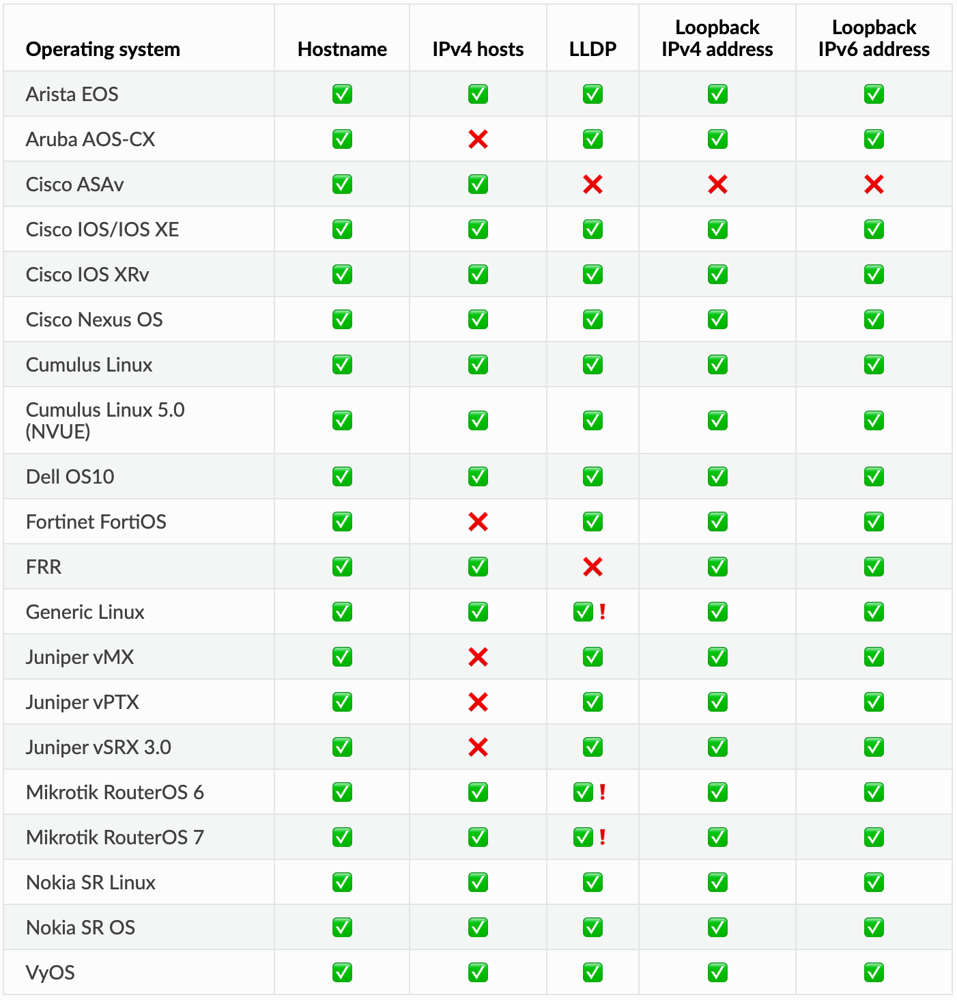 Operating system Hostname IPv4 hosts LLDP Loopback IPv4 address Loopback IPv6 address
Arista EOS ✅ ✅ ✅ ✅ ✅
Aruba AOS-CX ✅ ❌ ✅ ✅ ✅
Cisco ASAv ✅ ✅ ❌ ❌ ❌
Cisco IOS/IOS XE ✅ ✅ ✅ ✅ ✅
Cisco IOS XRv ✅ ✅ ✅ ✅ ✅
Cisco Nexus OS ✅ ✅ ✅ ✅ ✅
Cumulus Linux ✅ ✅ ✅ ✅ ✅
Cumulus Linux 5.0
(NVUE) ✅ ✅ ✅ ✅ ✅
Dell OS10 ✅ ✅ ✅ ✅ ✅
Fortinet FortiOS ✅ ❌ ✅ ✅ ✅
FRR ✅ ✅ ❌ ✅ ✅
Generic Linux ✅ ✅ ✅❗ ✅ ✅
Juniper vMX ✅ ❌ ✅ ✅ ✅
Juniper vPTX ✅ ❌ ✅ ✅ ✅
Juniper vSRX 3.0 ✅ ❌ ✅ ✅ ✅
Mikrotik RouterOS 6 ✅ ✅ ✅❗ ✅ ✅
Mikrotik RouterOS 7 ✅ ✅ ✅❗ ✅ ✅
Nokia SR Linux ✅ ✅ ✅ ✅ ✅
Nokia SR OS ✅ ✅ ✅ ✅ ✅
VyOS ✅ ✅ ✅ ✅ ✅